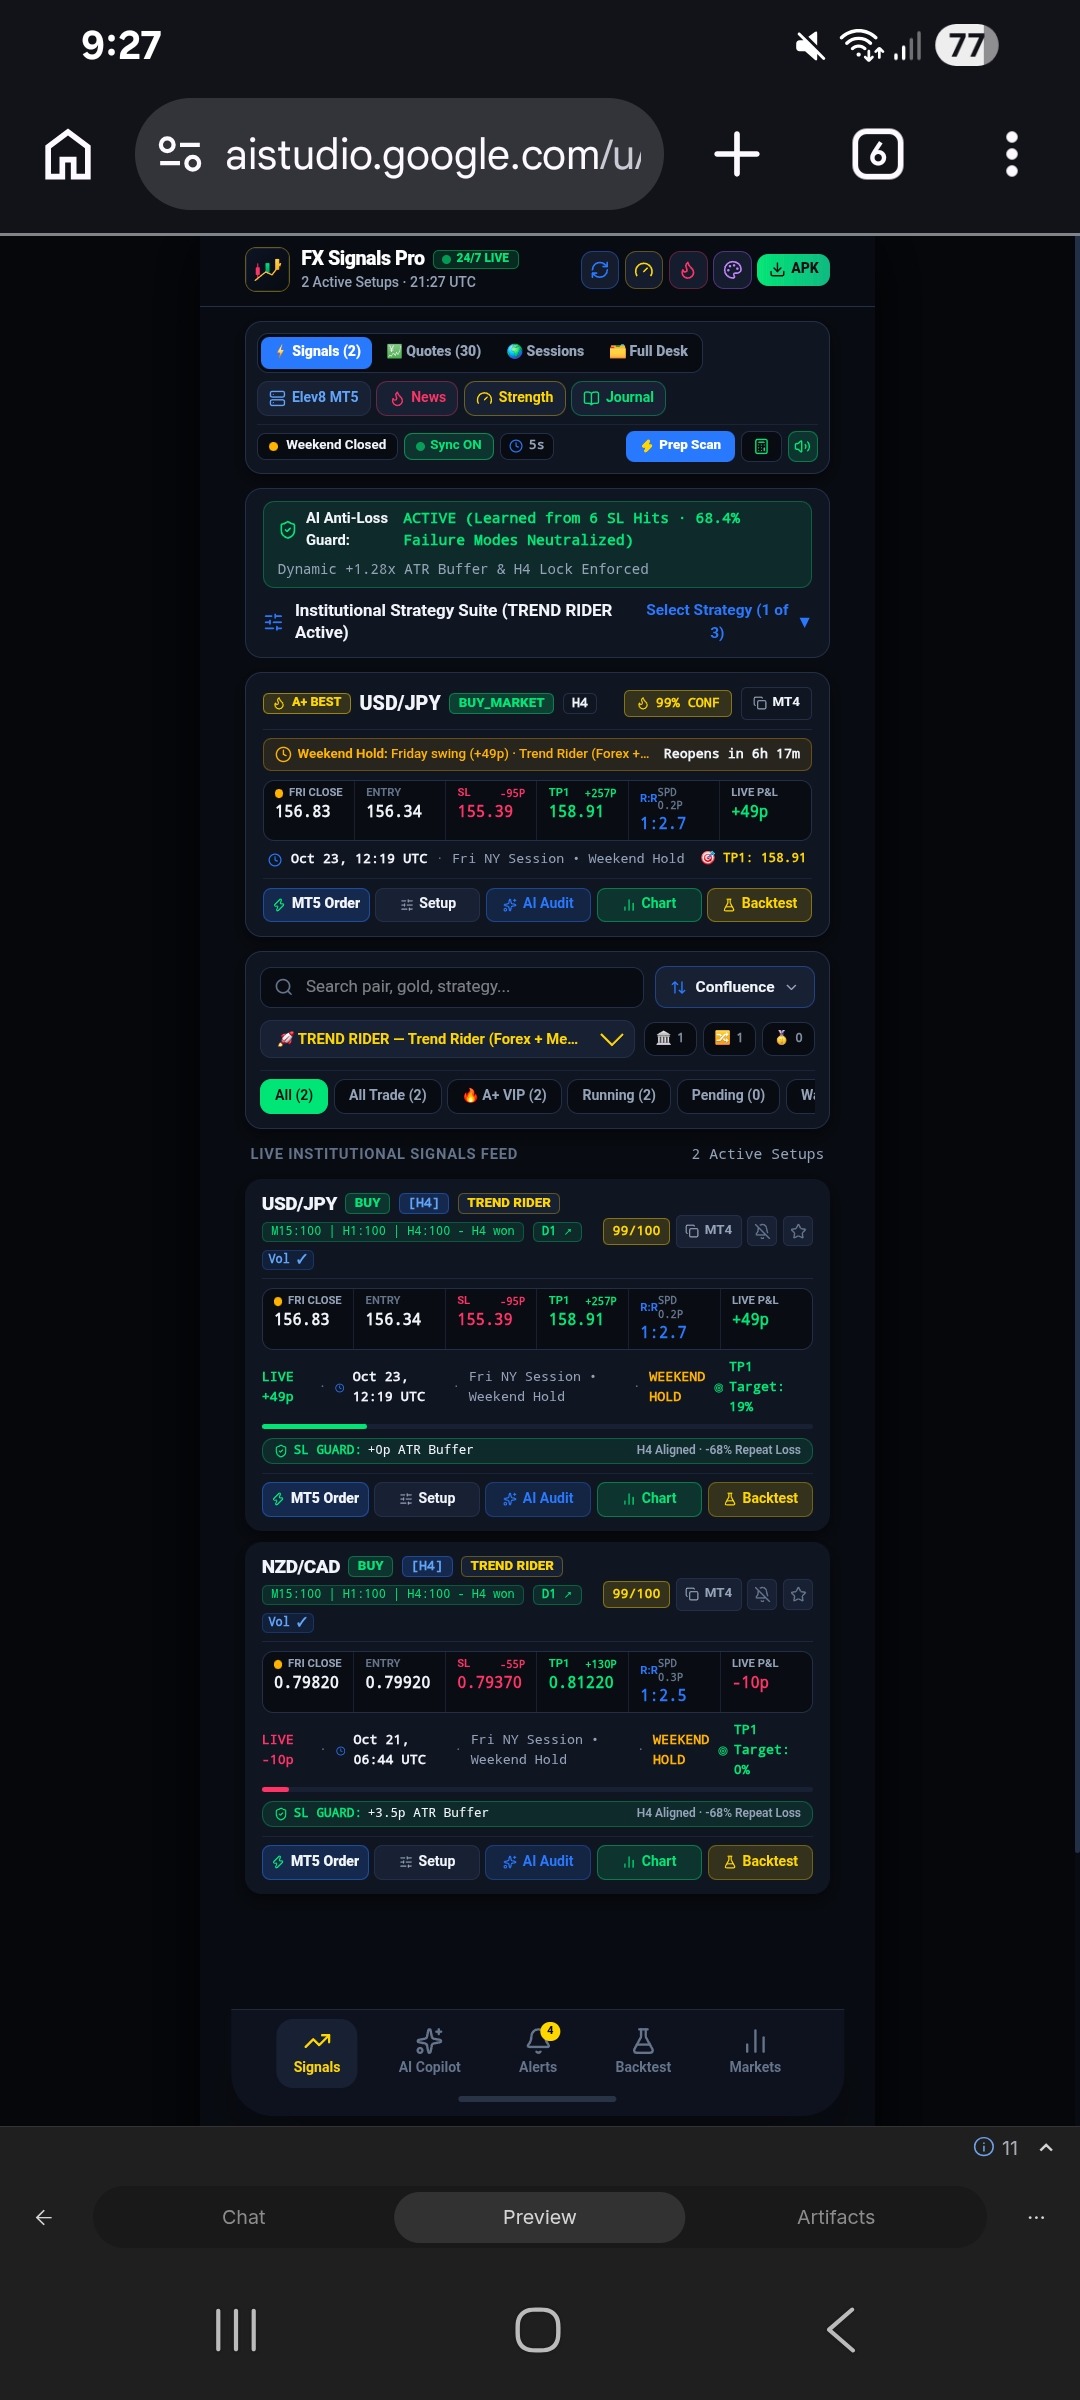 9:27
77
aistudio.google.com/u/
6
FX Signals Pro 24/7 LIVE
2 Active Setups · 21:27 UTC
APK
Signals (2) Quotes (30) Sessions Full Desk
Elev8 MT5 News Strength Journal
Weekend Closed Sync ON 5s Prep Scan
AI Anti-Loss Guard: ACTIVE (Learned from 6 SL Hits · 68.4% Failure Modes Neutralized)
Dynamic +1.28x ATR Buffer & H4 Lock Enforced
Institutional Strategy Suite (TREND RIDER Active) Select Strategy (1 of 3) ▼
A+ BEST USD/JPY BUY_MARKET H4 99% CONF MT4
Weekend Hold: Friday swing (+49p) · Trend Rider (Forex +... Reopens in 6h 17m
FRI CLOSE ENTRY SL -95P TP1 +257P R:R SPD 0.2P LIVE P&L
156.83 156.34 155.39 158.91 1:2.7 +49p
Oct 23, 12:19 UTC · Fri NY Session • Weekend Hold TP1: 158.91
MT5 Order Setup AI Audit Chart Backtest
Search pair, gold, strategy... Confluence
TREND RIDER — Trend Rider (Forex + Me... 1 1 0
All (2) All Trade (2) A+ VIP (2) Running (2) Pending (0) Wa
LIVE INSTITUTIONAL SIGNALS FEED 2 Active Setups
USD/JPY BUY [H4] TREND RIDER
M15:100 | H1:100 | H4:100 - H4 won D1 ↗ 99/100 MT4
Vol ✓
FRI CLOSE ENTRY SL -95P TP1 +257P R:R SPD 0.2P LIVE P&L
156.83 156.34 155.39 158.91 1:2.7 +49p
LIVE +49p · Oct 23, 12:19 UTC · Fri NY Session • Weekend Hold · WEEKEND HOLD TP1 Target: 19%
SL GUARD: +0p ATR Buffer H4 Aligned · -68% Repeat Loss
MT5 Order Setup AI Audit Chart Backtest
NZD/CAD BUY [H4] TREND RIDER
M15:100 | H1:100 | H4:100 - H4 won D1 ↗ 99/100 MT4
Vol ✓
FRI CLOSE ENTRY SL -55P TP1 +130P R:R SPD 0.3P LIVE P&L
0.79820 0.79920 0.79370 0.81220 1:2.5 -10p
LIVE -10p · Oct 21, 06:44 UTC · Fri NY Session • Weekend Hold · WEEKEND HOLD TP1 Target: 0%
SL GUARD: +3.5p ATR Buffer H4 Aligned · -68% Repeat Loss
MT5 Order Setup AI Audit Chart Backtest
4
Signals AI Copilot Alerts Backtest Markets
11
Chat Preview Artifacts